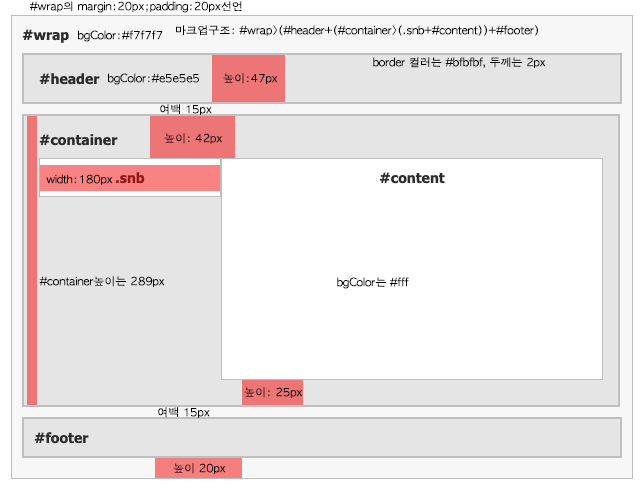 #wrap의 margin:20px;padding:20px선언
#wrap bgColor:#f7f7f7 마크업구조: #wrap>(#header+(#container>(.snb+#content))+#footer)
#header bgColor:#e5e5e5 높이:47px border 컬러는 #bfbfbf, 두께는 2px
여백 15px
#container 높이: 42px
width:180px .snb #content
#container높이는 289px bgColor는 #fff
높이: 25px
여백 15px
#footer
높이 20px